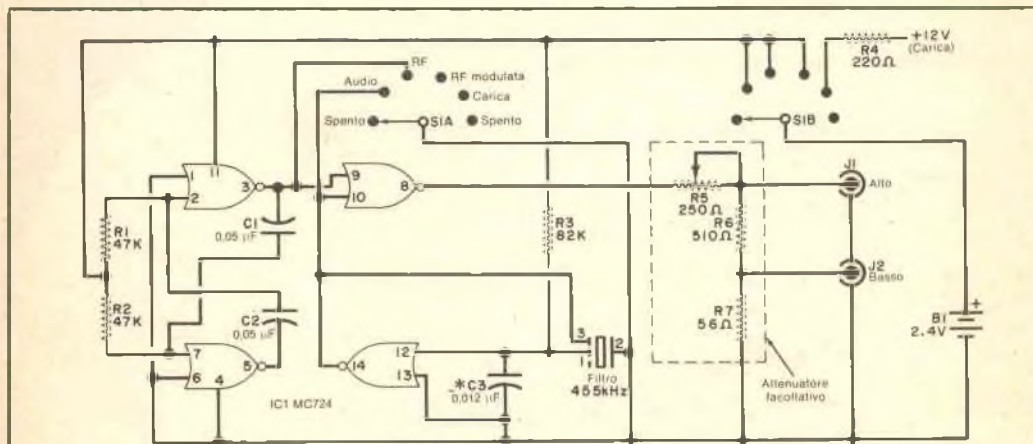 +12V
(Carica)
R4
220Ω
RF
Audio
RF modulata
Carica
Spento
S1A
Spento
S1B
1
2
11
3
9
10
8
R5
250Ω
J1
Alto
R1
47K
C1
0,05 µF
R3
82K
R6
510Ω
J2
Basso
R2
47K
C2
0,05 µF
R7
56Ω
B1
2.4V
+
7
6
5
4
14
12
13
3
1
2
Filtro
455kHz
*C3
0,012 µF
IC1 MC724
Attenuatore
facoltativo